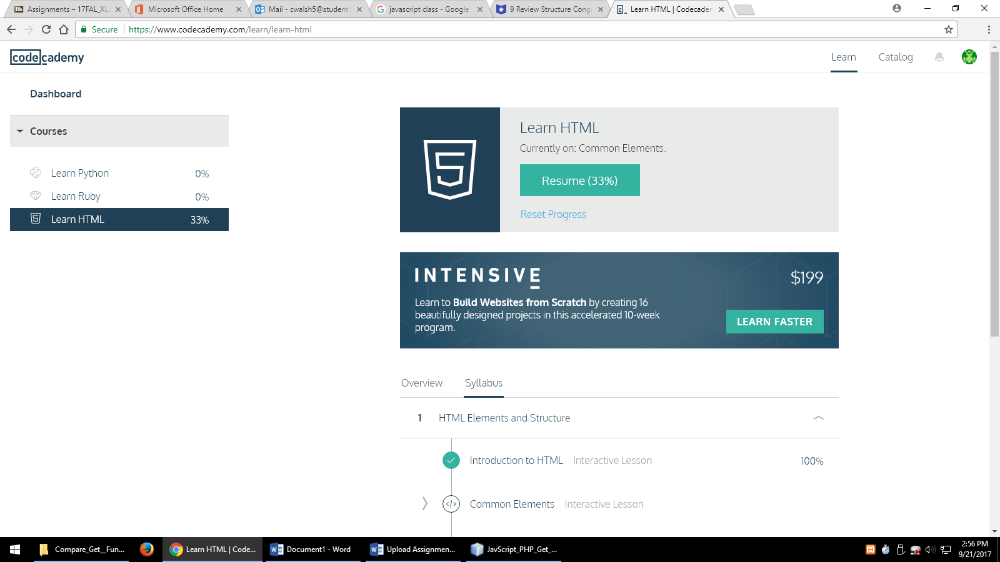 Assignments – 17FAL_XL
Microsoft Office Home
Mail - cwalsh5@student.
javascript class - Google
9 Review Structure Cong
Learn HTML | Codecadem
Secure
https://www.codecademy.com/learn/learn-html
codecademy
Learn
Catalog
Dashboard
Courses
Learn Python 0%
Learn Ruby 0%
Learn HTML 33%
Learn HTML
Currently on: Common Elements.
Resume (33%)
Reset Progress
INTENSIVE
$199
Learn to Build Websites from Scratch by creating 16
beautifully designed projects in this accelerated 10-week
program.
LEARN FASTER
Overview
Syllabus
1 HTML Elements and Structure
Introduction to HTML Interactive Lesson 100%
Common Elements Interactive Lesson
Compare_Get__Fun...
Learn HTML | Code...
Document1 - Word
Upload Assignmen...
JavScript_PHP_Get_...
2:56 PM
9/21/2017